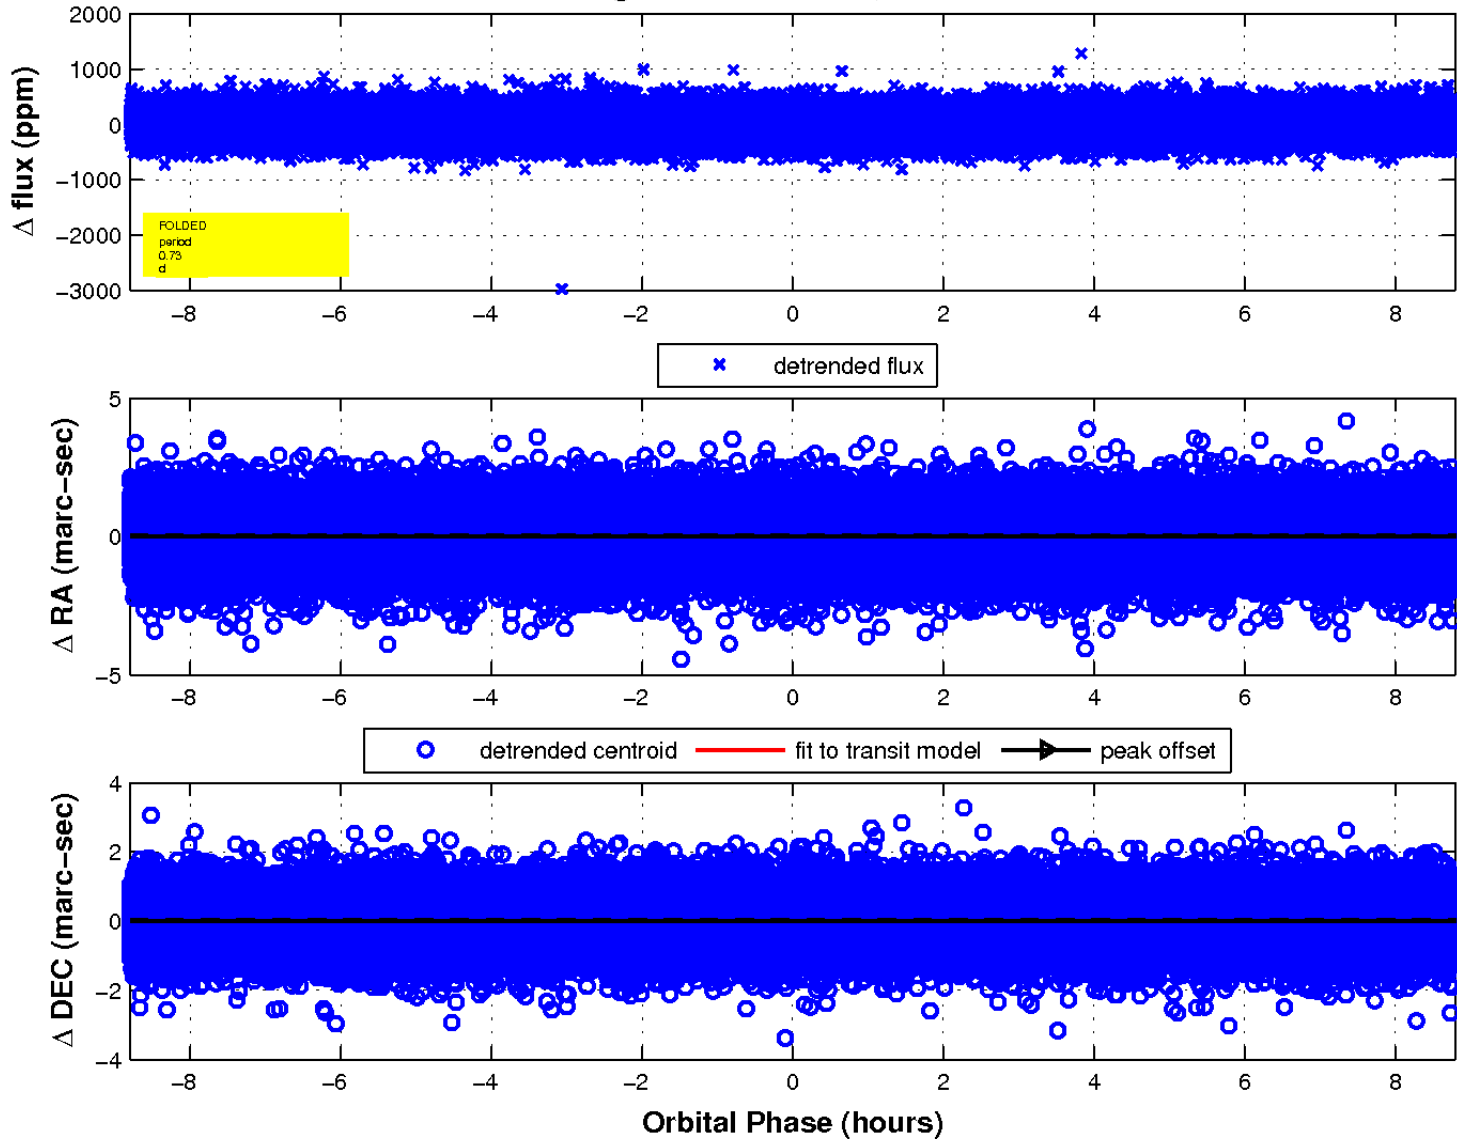 2000
1000
0
−1000
−2000
−3000
Δ flux (ppm)
FOLDED
period
0.73
d
−8 −6 −4 −2 0 2 4 6 8
detrended flux
5
0
−5
Δ RA (marc−sec)
−8 −6 −4 −2 0 2 4 6 8
detrended centroid fit to transit model peak offset
4
2
0
−2
−4
Δ DEC (marc−sec)
−8 −6 −4 −2 0 2 4 6 8
Orbital Phase (hours)